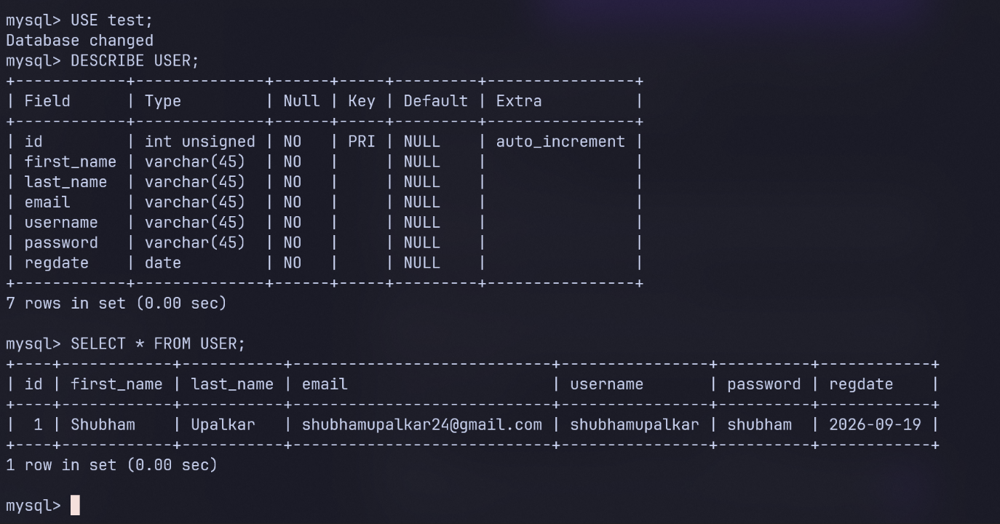 mysql> USE test;
Database changed
mysql> DESCRIBE USER;
+------------+--------------+------+-----+---------+----------------+
| Field      | Type         | Null | Key | Default | Extra          |
+------------+--------------+------+-----+---------+----------------+
| id         | int unsigned | NO   | PRI | NULL    | auto_increment |
| first_name | varchar(45)  | NO   |     | NULL    |                |
| last_name  | varchar(45)  | NO   |     | NULL    |                |
| email      | varchar(45)  | NO   |     | NULL    |                |
| username   | varchar(45)  | NO   |     | NULL    |                |
| password   | varchar(45)  | NO   |     | NULL    |                |
| regdate    | date         | NO   |     | NULL    |                |
+------------+--------------+------+-----+---------+----------------+
7 rows in set (0.00 sec)

mysql> SELECT * FROM USER;
+----+------------+-----------+----------------------------+----------------+----------+------------+
| id | first_name | last_name | email                      | username       | password | regdate    |
+----+------------+-----------+----------------------------+----------------+----------+------------+
|  1 | Shubham    | Upalkar   | shubhamupalkar24@gmail.com | shubhamupalkar | shubham  | 2026-09-19 |
+----+------------+-----------+----------------------------+----------------+----------+------------+
1 row in set (0.00 sec)

mysql>